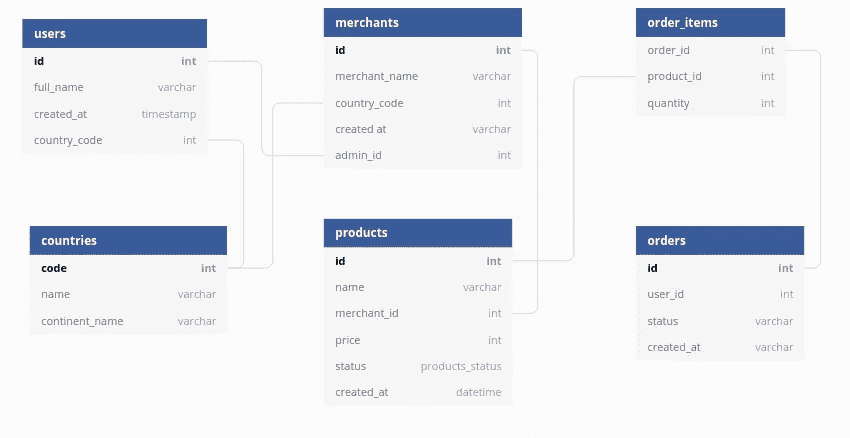 users
id int
full_name varchar
created_at timestamp
country_code int
merchants
id int
merchant_name varchar
country_code int
created at varchar
admin_id int
order_items
order_id int
product_id int
quantity int
countries
code int
name varchar
continent_name varchar
products
id int
name varchar
merchant_id int
price int
status products_status
created_at datetime
orders
id int
user_id int
status varchar
created_at varchar